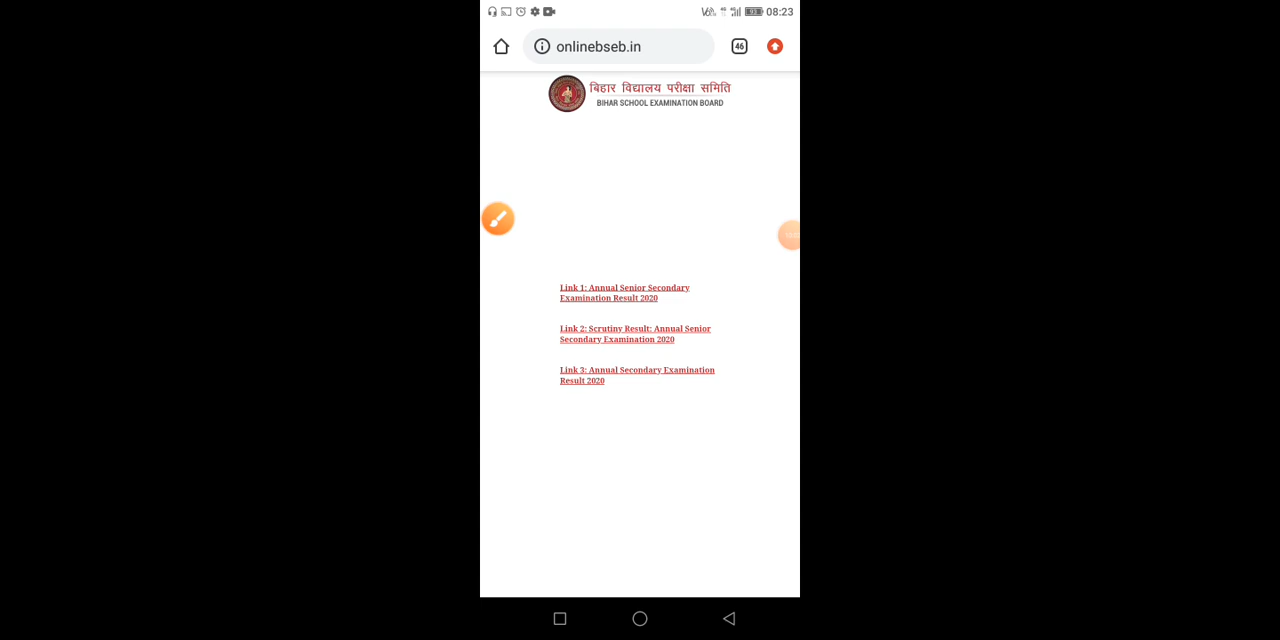 08:23
onlinebseb.in
46
बिहार विद्यालय परीक्षा समिति
BIHAR SCHOOL EXAMINATION BOARD
Link 1: Annual Senior Secondary
Examination Result 2020
Link 2: Scrutiny Result: Annual Senior
Secondary Examination 2020
Link 3: Annual Secondary Examination
Result 2020